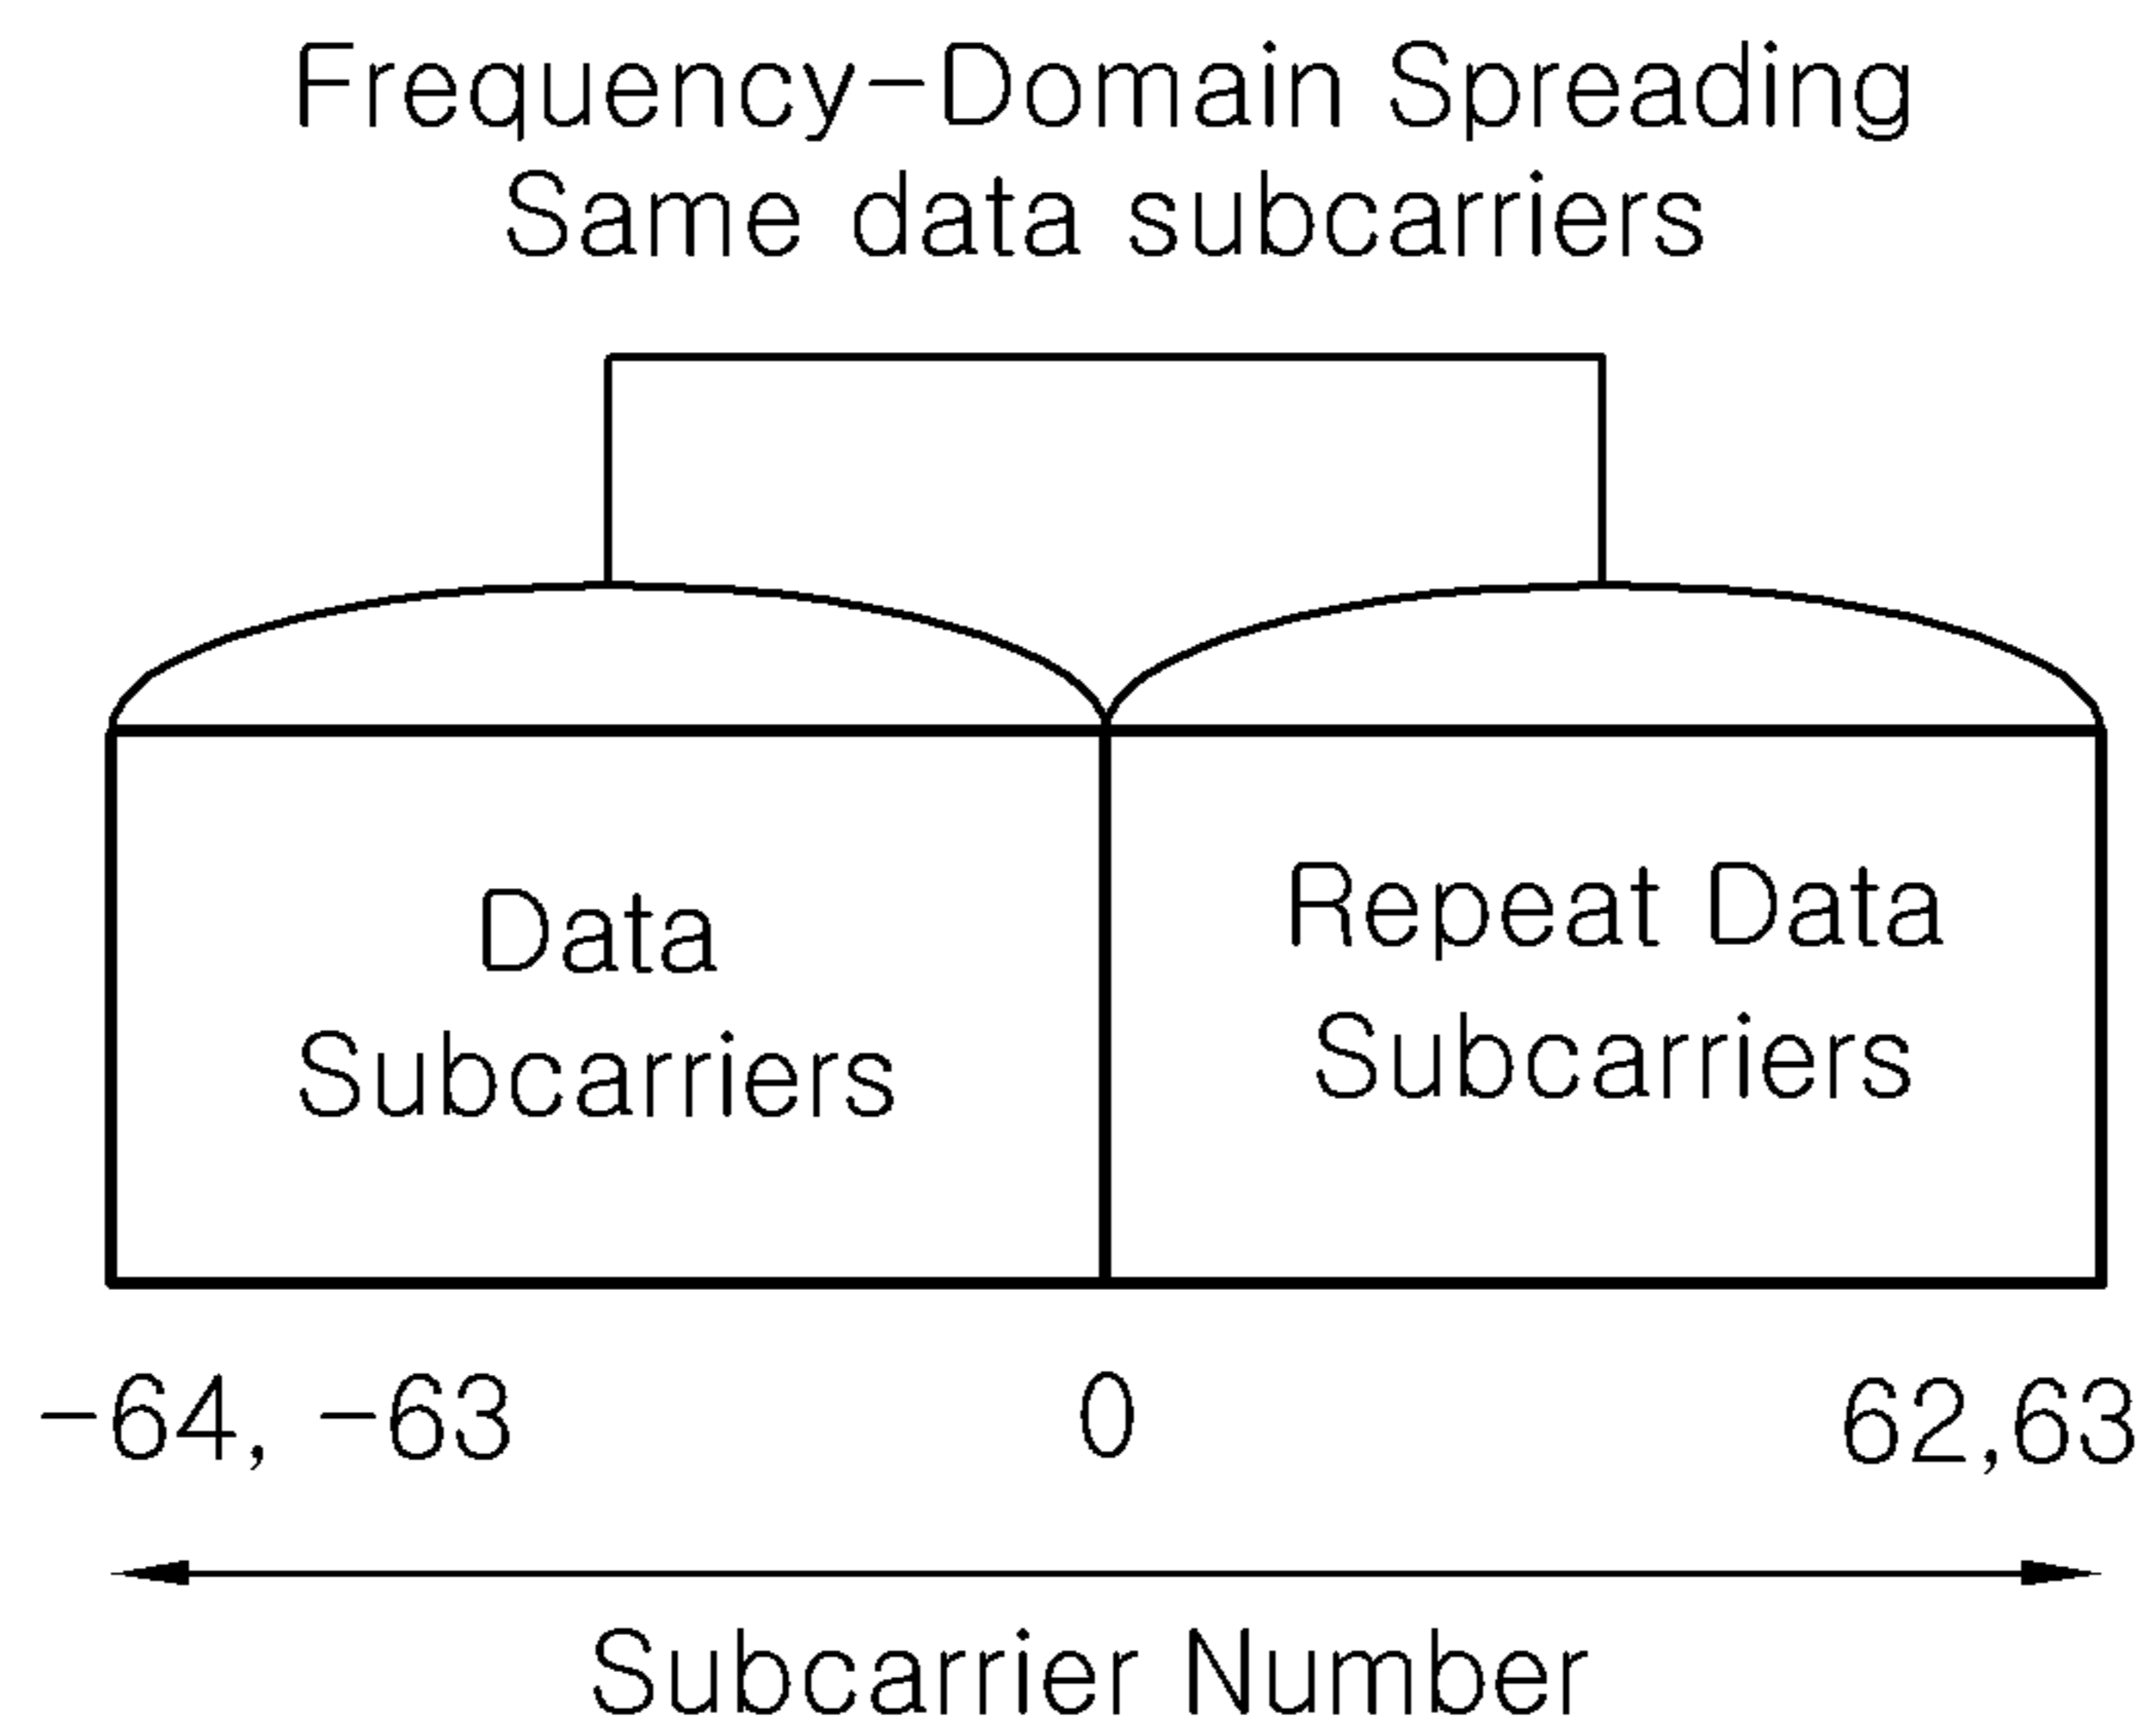 Frequency-Domain Spreading
Same data subcarriers
Data
Subcarriers
Repeat Data
Subcarriers
-64, -63
0
62,63
Subcarrier Number